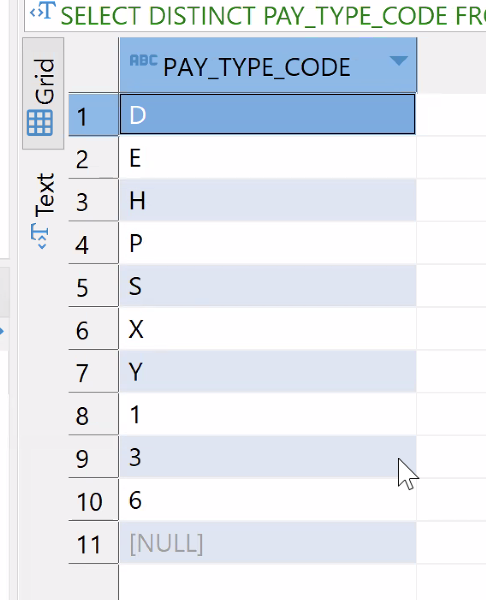 SELECT DISTINCT PAY_TYPE_CODE
Grid
Text
ABC PAY_TYPE_CODE
1 D
2 E
3 H
4 P
5 S
6 X
7 Y
8 1
9 3
10 6
11 [NULL]